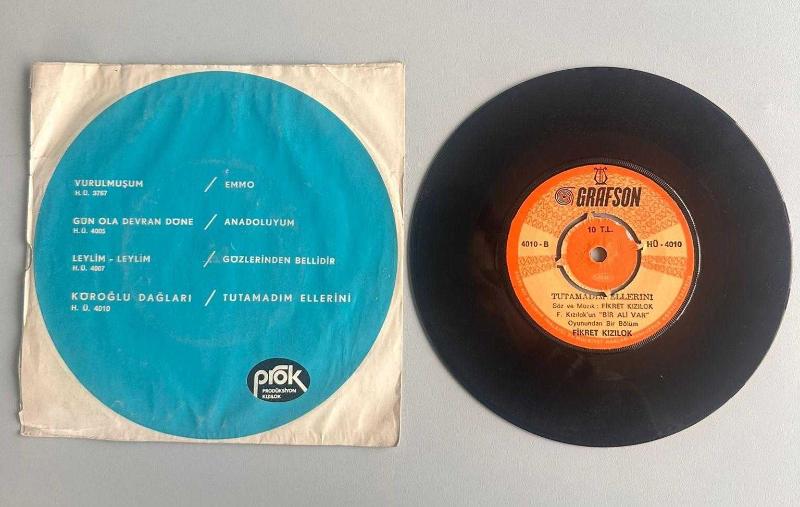 VURULMUŞUM / EMMO
H. Ü. 3767
GÜN OLA DEVRAN DÖNE / ANADOLUYUM
H.Ü. 4005
LEYLİM - LEYLİM / GÖZLERİNDEN BELLİDİR
H.Ü. 4007
KÖROĞLU DAĞLARI / TUTAMADIM ELLERİNİ
H. Ü. 4010
prok
PRODÜKSİYON
KIZILOK
GRAFSON
10 T.L.
4010 - B
HÜ - 4010
TUTAMADIM ELLERİNİ
Söz ve Müzik : FİKRET KIZILOK
F. Kızılok'un "BİR ALİ VAR"
Oyunundan Bir Bölüm
FİKRET KIZILOK